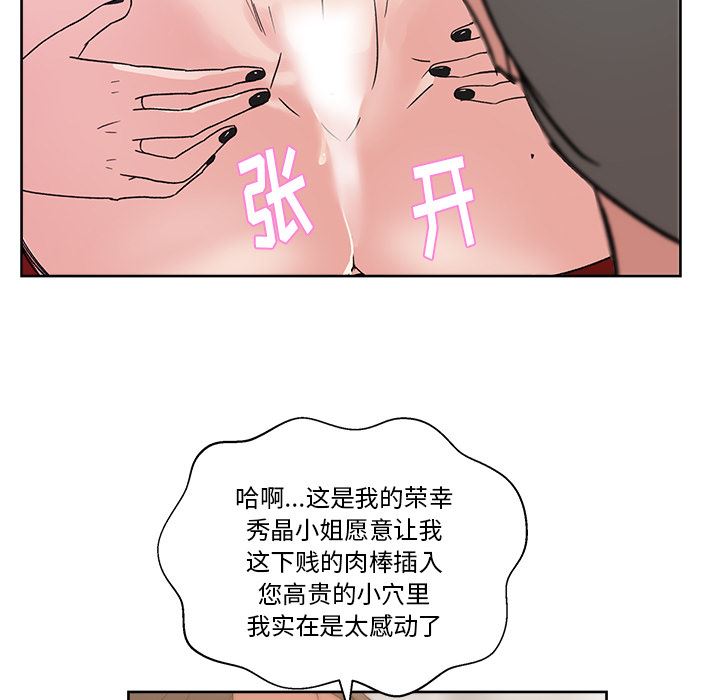 张开
哈啊...这是我的荣幸
秀晶小姐愿意让我
这下贱的肉棒插入
您高贵的小穴里
我实在是太感动了